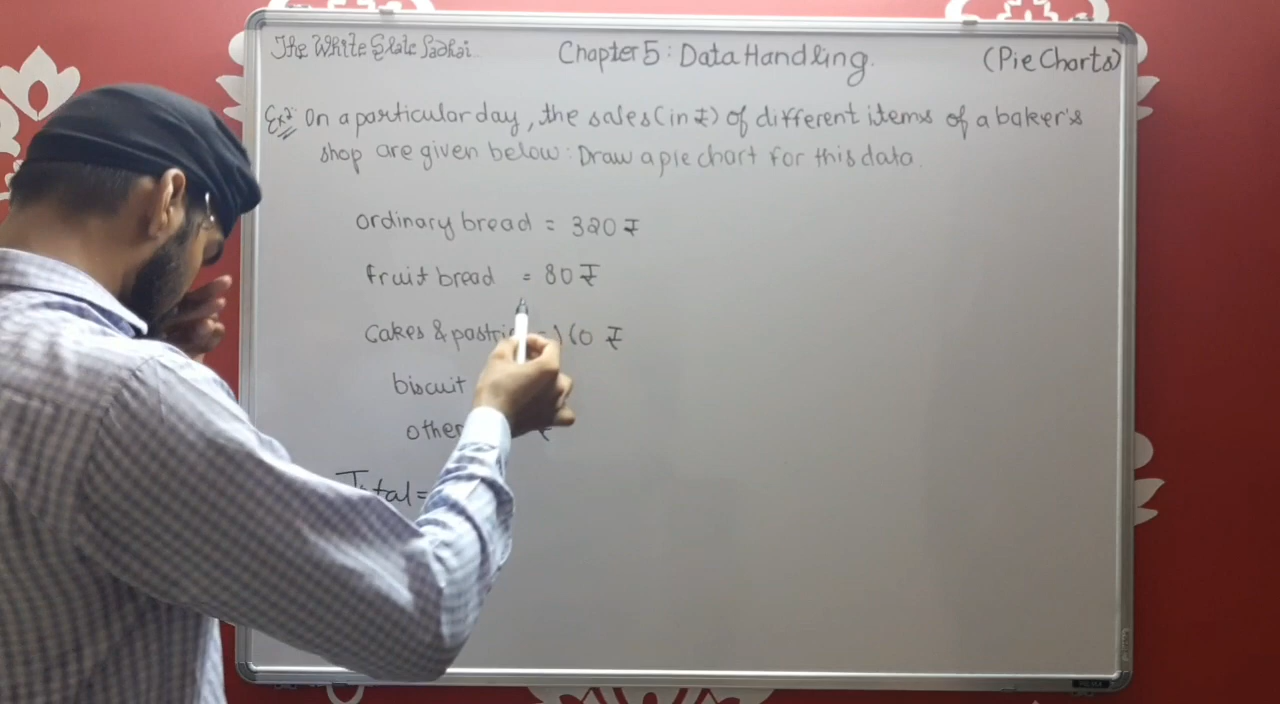 The White Slate Padhai
Chapter 5: Data Handling.
(Pie Charts)
Ex2: On a particular day, the sales (in ₹) of different items of a baker's
shop are given below: Draw a pie chart for this data.
ordinary bread = 320 ₹
fruit bread = 80 ₹
Cakes & pastri =160 ₹
biscuit
other ₹
Total =